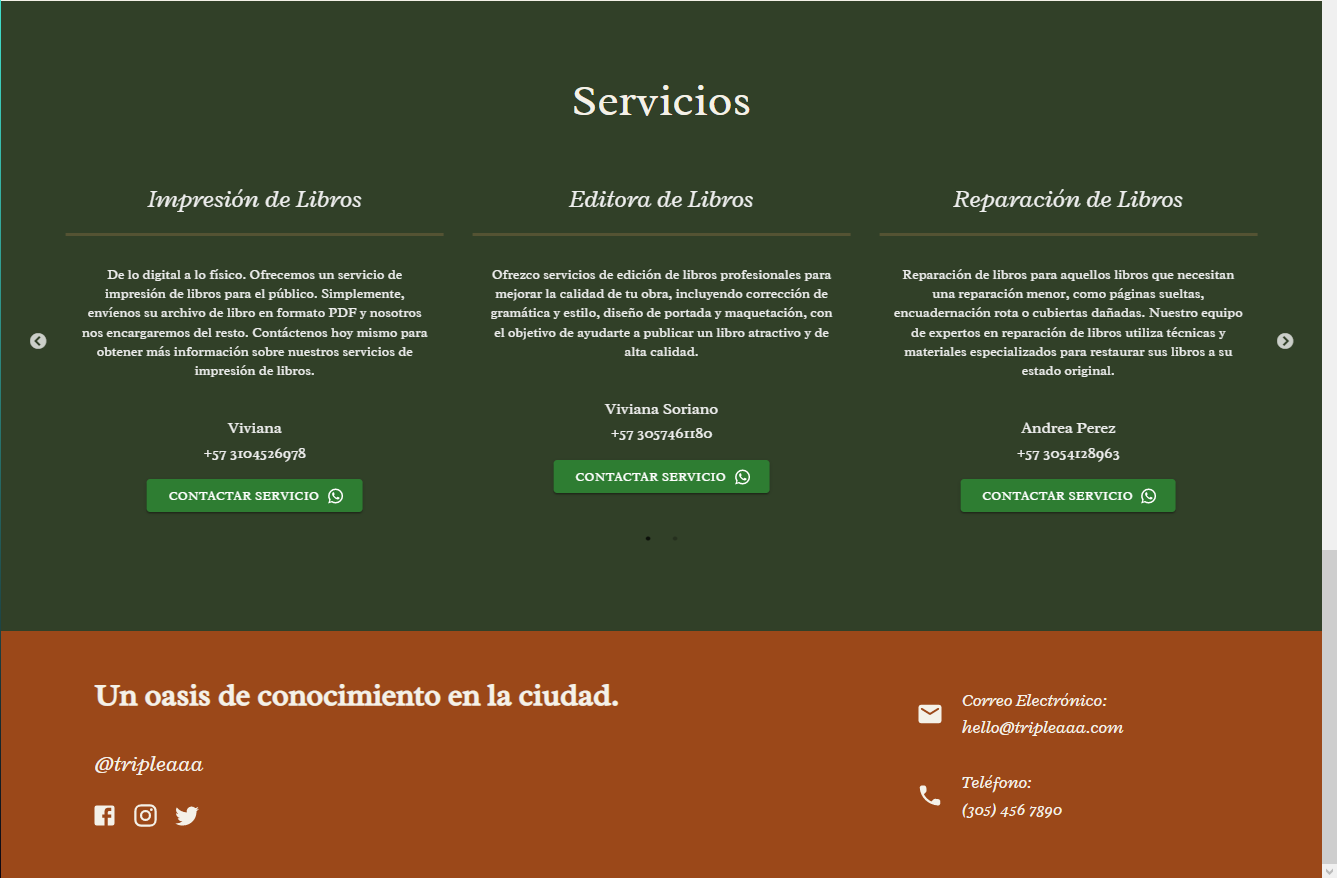 Servicios
Impresión de Libros
De lo digital a lo físico. Ofrecemos un servicio de
impresión de libros para el público. Simplemente,
envíenos su archivo de libro en formato PDF y nosotros
nos encargaremos del resto. Contáctenos hoy mismo para
obtener más información sobre nuestros servicios de
impresión de libros.
Viviana
+57 3104526978
CONTACTAR SERVICIO
Editora de Libros
Ofrezco servicios de edición de libros profesionales para
mejorar la calidad de tu obra, incluyendo corrección de
gramática y estilo, diseño de portada y maquetación, con
el objetivo de ayudarte a publicar un libro atractivo y de
alta calidad.
Viviana Soriano
+57 3057461180
CONTACTAR SERVICIO
Reparación de Libros
Reparación de libros para aquellos libros que necesitan
una reparación menor, como páginas sueltas,
encuadernación rota o cubiertas dañadas. Nuestro equipo
de expertos en reparación de libros utiliza técnicas y
materiales especializados para restaurar sus libros a su
estado original.
Andrea Perez
+57 3054128963
CONTACTAR SERVICIO
Un oasis de conocimiento en la ciudad.
@tripleaaa
Correo Electrónico:
hello@tripleaaa.com
Teléfono:
(305) 456 7890